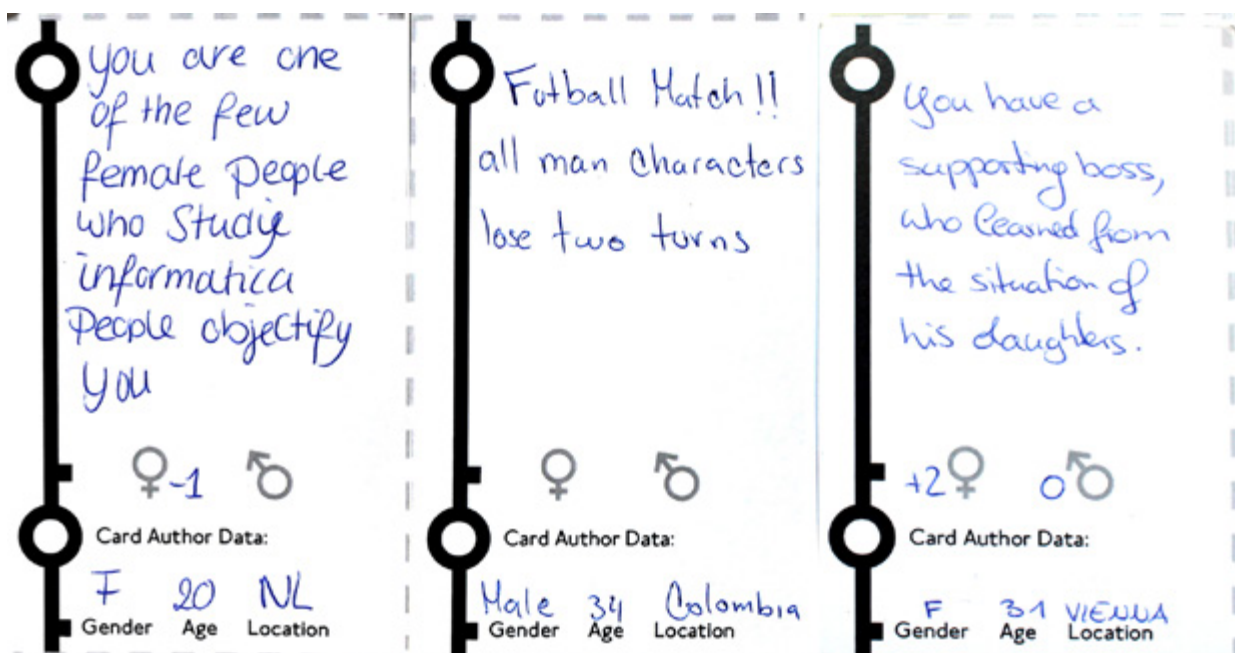 you are one
of the few
female people
who Studije
informatica
People objectify
you
-1
Card Author Data:
F 20 NL
Gender Age Location
Futball Match!!
all man characters
lose two turns
Card Author Data:
Male 34 Colombia
Gender Age Location
You have a
supporting boss,
who learned from
the situation of
his daughters.
+2 0
Card Author Data:
F 31 VIENNA
Gender Age Location